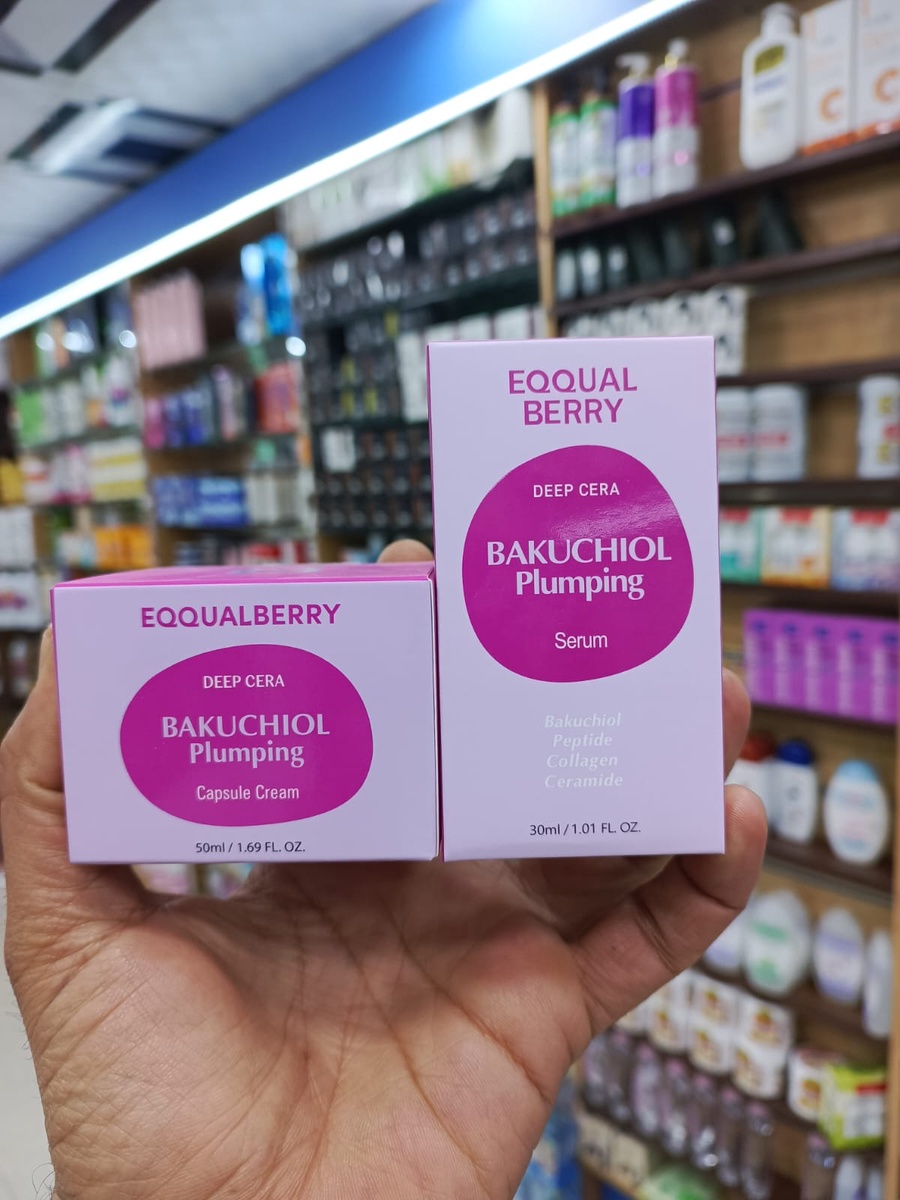 EQQUALBERRY
DEEP CERA
BAKUCHIOL
Plumping
Capsule Cream
50ml / 1.69 FL. OZ.
EQQUAL
BERRY
DEEP CERA
BAKUCHIOL
Plumping
Serum
Bakuchiol
Peptide
Collagen
Ceramide
30ml / 1.01 FL. OZ.